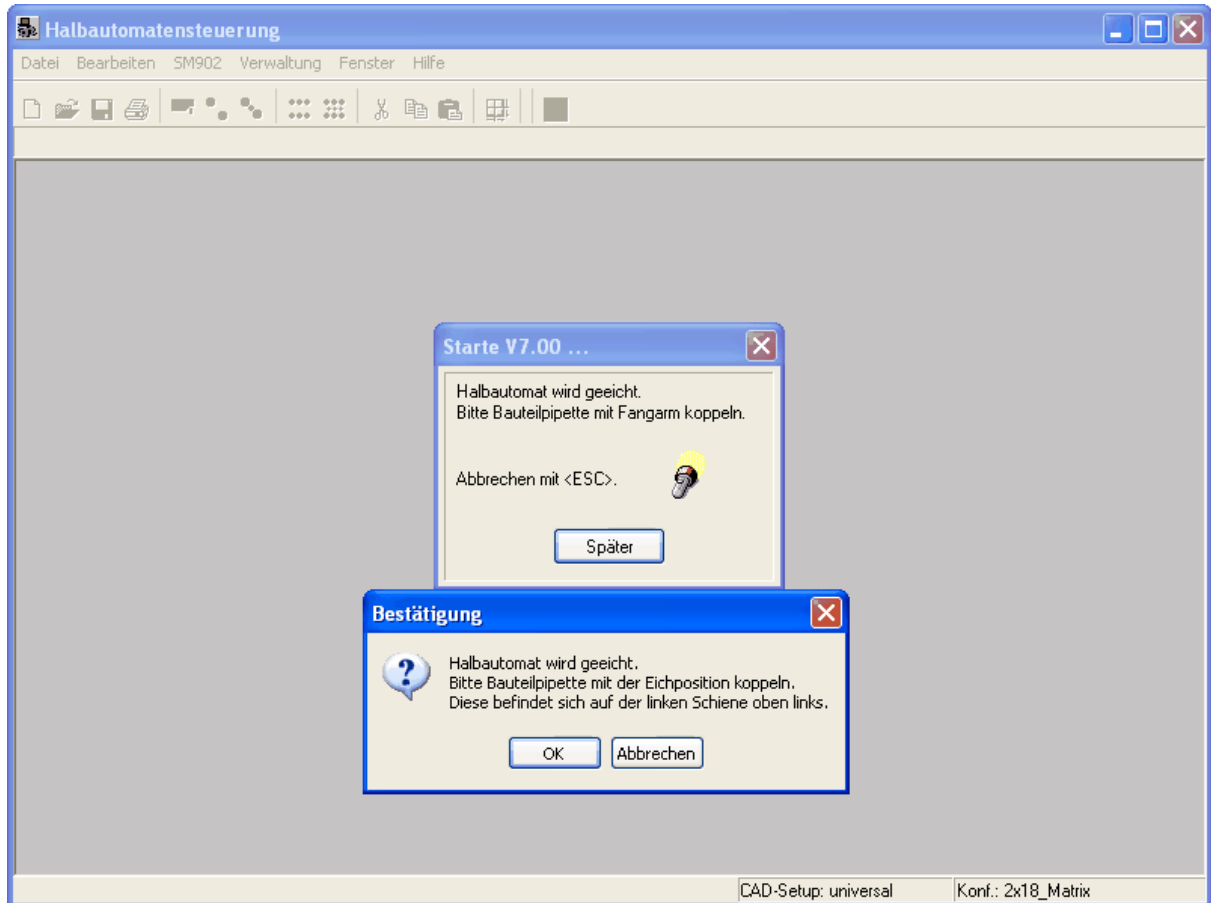 Halbautomatensteuerung
Datei Bearbeiten SM902 Verwaltung Fenster Hilfe
Starte V7.00 ...
Halbautomat wird geeicht.
Bitte Bauteilpipette mit Fangarm koppeln.
Abbrechen mit <ESC>.
Später
Bestätigung
Halbautomat wird geeicht.
Bitte Bauteilpipette mit der Eichposition koppeln.
Diese befindet sich auf der linken Schiene oben links.
OK Abbrechen
CAD-Setup: universal Konf.: 2x18_Matrix